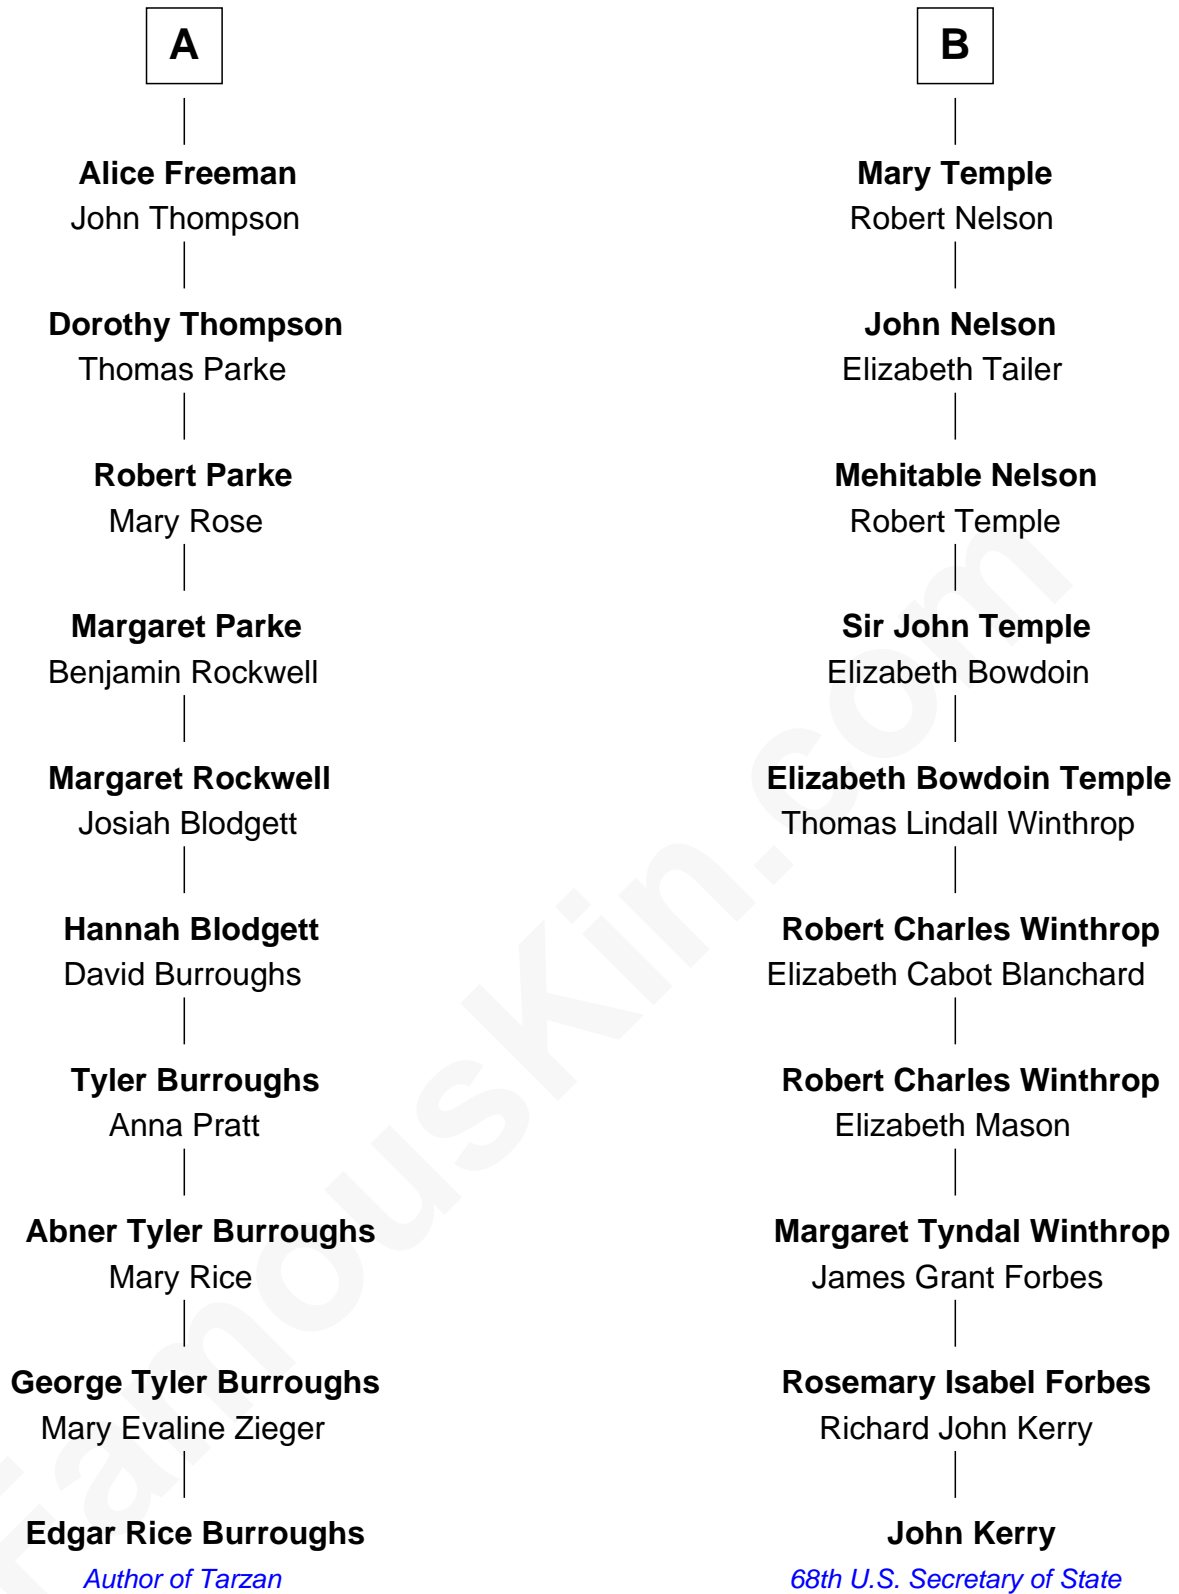 A
Alice Freeman
John Thompson
Dorothy Thompson
Thomas Parke
Robert Parke
Mary Rose
Margaret Parke
Benjamin Rockwell
Margaret Rockwell
Josiah Blodgett
Hannah Blodgett
David Burroughs
Tyler Burroughs
Anna Pratt
Abner Tyler Burroughs
Mary Rice
George Tyler Burroughs
Mary Evaline Zieger
Edgar Rice Burroughs
Author of Tarzan
B
Mary Temple
Robert Nelson
John Nelson
Elizabeth Tailer
Mehitable Nelson
Robert Temple
Sir John Temple
Elizabeth Bowdoin
Elizabeth Bowdoin Temple
Thomas Lindall Winthrop
Robert Charles Winthrop
Elizabeth Cabot Blanchard
Robert Charles Winthrop
Elizabeth Mason
Margaret Tyndal Winthrop
James Grant Forbes
Rosemary Isabel Forbes
Richard John Kerry
John Kerry
68th U.S. Secretary of State
FamousKin.com